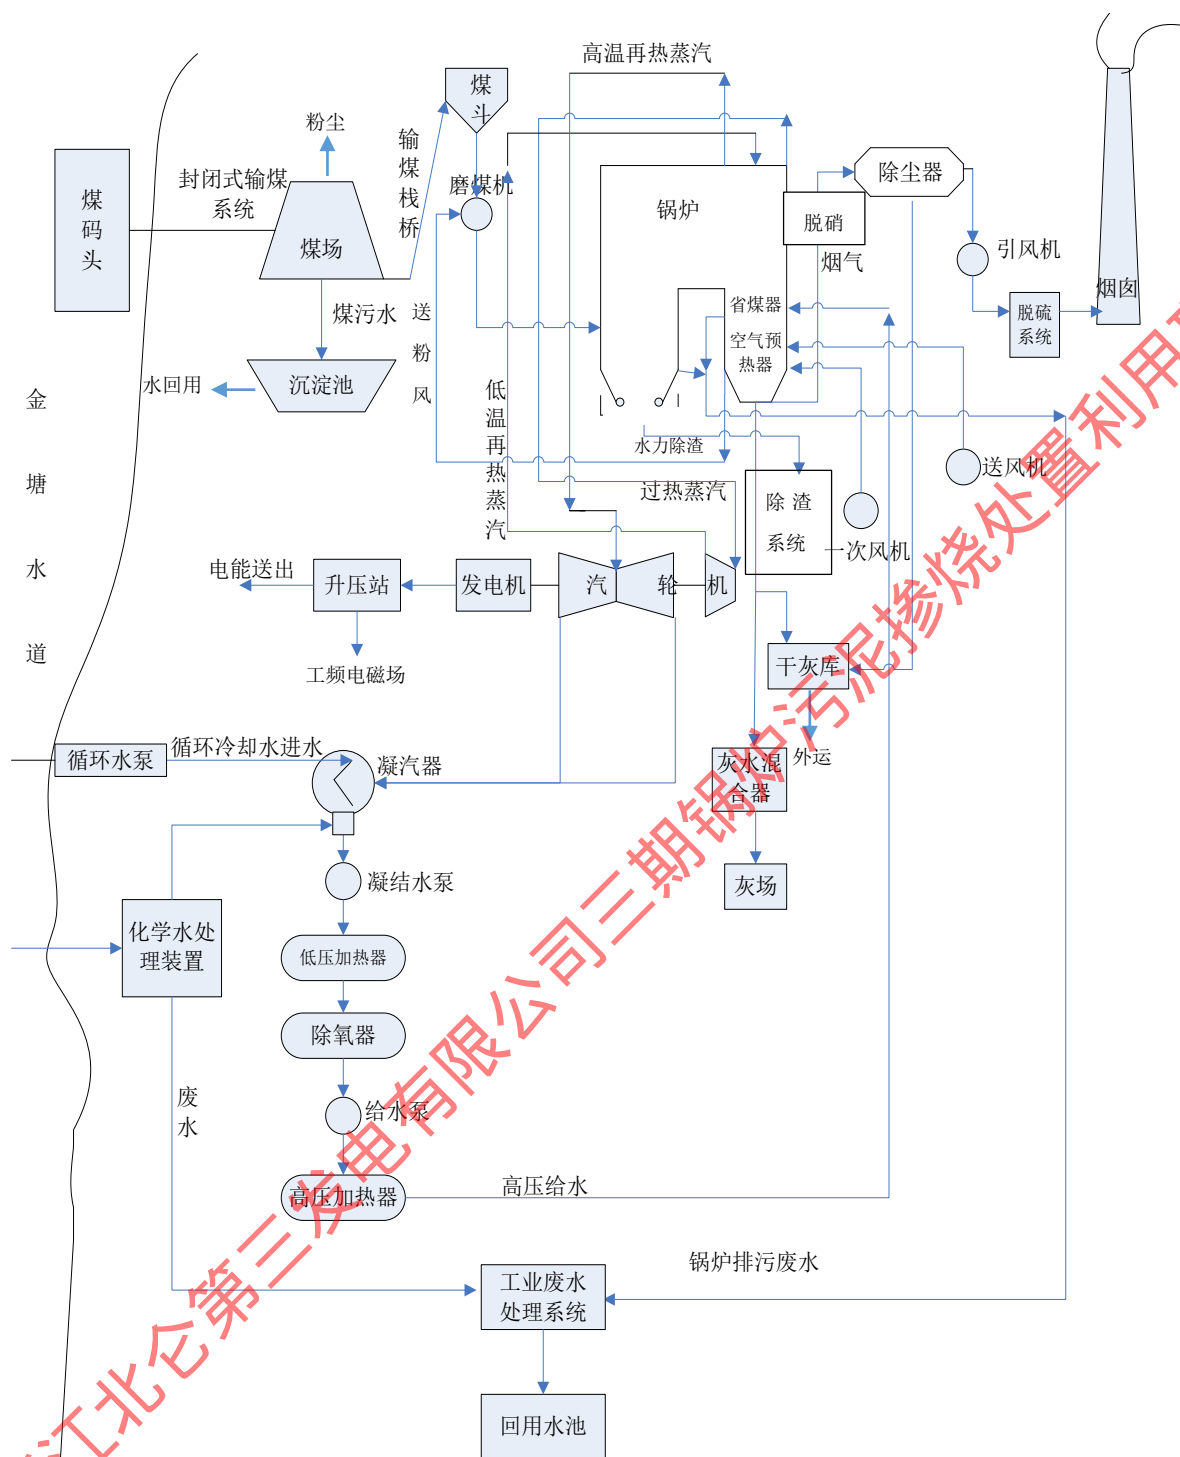 高温再热蒸汽
煤
斗
粉尘
输
煤
栈
桥
封闭式输煤
系统
煤
码
头
煤场
磨煤机
锅炉
脱硝
除尘器
烟气
引风机
烟囱
脱硫
系统
煤污水
送
粉
风
省煤器
空气预
热器
沉淀池
水回用
低
温
再
热
蒸
汽
金
塘
水
道
水力除渣
过热蒸汽
除 渣
系统
送风机
一次风机
电能送出
升压站
发电机
汽 轮 机
工频电磁场
干灰库
外运
循环水泵
循环冷却水进水
凝汽器
灰水混
合器
灰场
凝结水泵
化学水处
理装置
低压加热器
除氧器
废
水
给水泵
高压加热器
高压给水
锅炉排污废水
工业废水
处理系统
回用水池
江北仑第三发电有限公司三期锅炉污泥掺烧处置利用